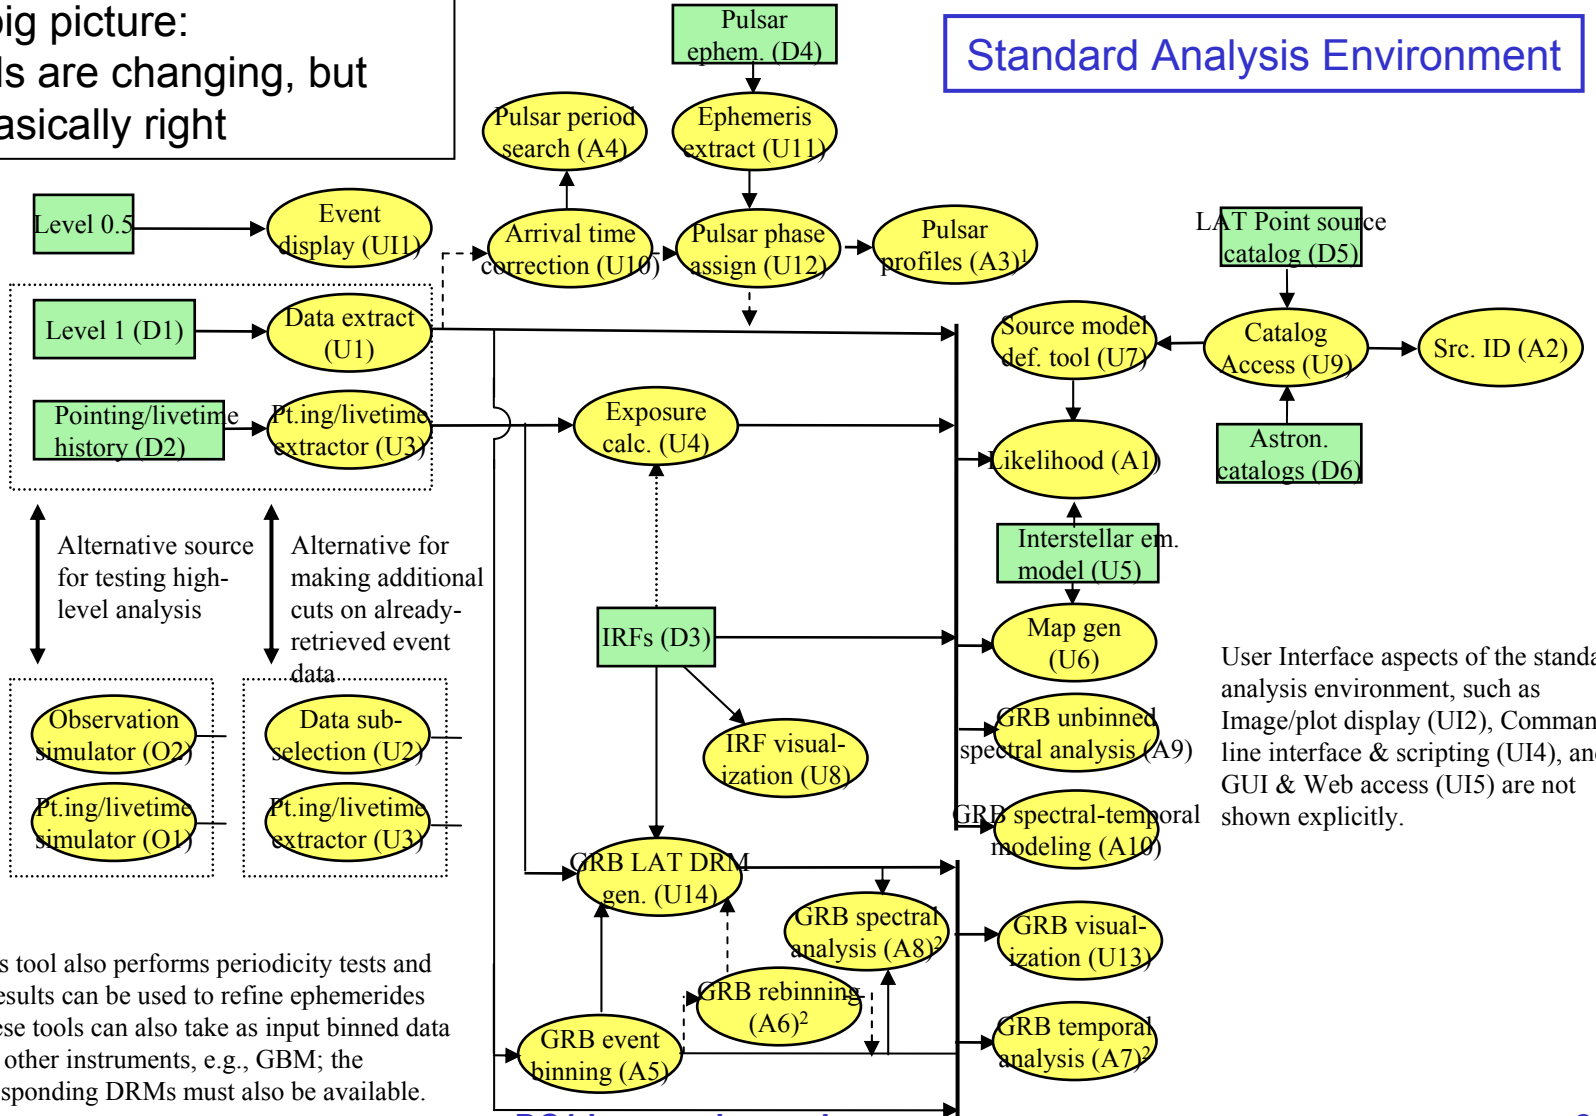 big picture:
ls are changing, but
asically right
Standard Analysis Environment
Pulsar
ephem. (D4)
Pulsar period
search (A4)
Ephemeris
extract (U11)
Level 0.5
Event
display (UI1)
Arrival time
correction (U10)
Pulsar phase
assign (U12)
Pulsar
profiles (A3)¹
LAT Point source
catalog (D5)
Level 1 (D1)
Data extract
(U1)
Source model
def. tool (U7)
Catalog
Access (U9)
Src. ID (A2)
Pointing/livetime
history (D2)
Pt.ing/livetime
extractor (U3)
Exposure
calc. (U4)
Likelihood (A1)
Astron.
catalogs (D6)
Alternative source
for testing high-
level analysis
Alternative for
making additional
cuts on already-
retrieved event
data
Interstellar em.
model (U5)
IRFs (D3)
Map gen
(U6)
Observation
simulator (O2)
Data sub-
selection (U2)
IRF visual-
ization (U8)
GRB unbinned
spectral analysis (A9)
User Interface aspects of the standa
analysis environment, such as
Image/plot display (UI2), Comman
line interface & scripting (UI4), and
GUI & Web access (UI5) are not
shown explicitly.
Pt.ing/livetime
simulator (O1)
Pt.ing/livetime
extractor (U3)
GRB spectral-temporal
modeling (A10)
GRB LAT DRM
gen. (U14)
GRB spectral
analysis (A8)²
GRB visual-
ization (U13)
GRB rebinning
(A6)²
GRB event
binning (A5)
GRB temporal
analysis (A7)²
s tool also performs periodicity tests and
esults can be used to refine ephemerides
ese tools can also take as input binned data
other instruments, e.g., GBM; the
sponding DRMs must also be available.